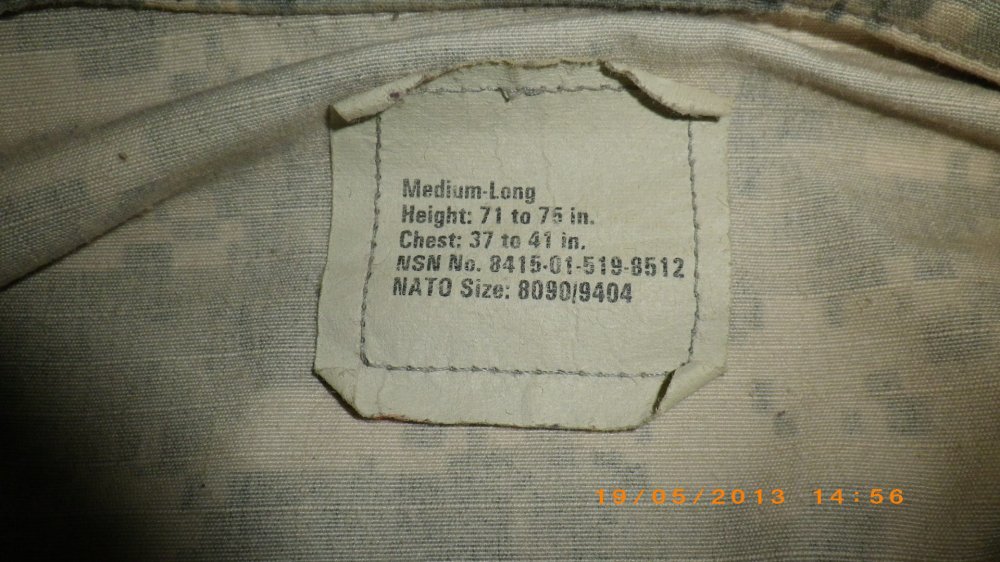 Medium-Long
Height: 71 to 75 in.
Chest: 37 to 41 in.
NSN No. 8415-01-519-8512
NATO Size: 8090/9404
19/05/2013 14:56